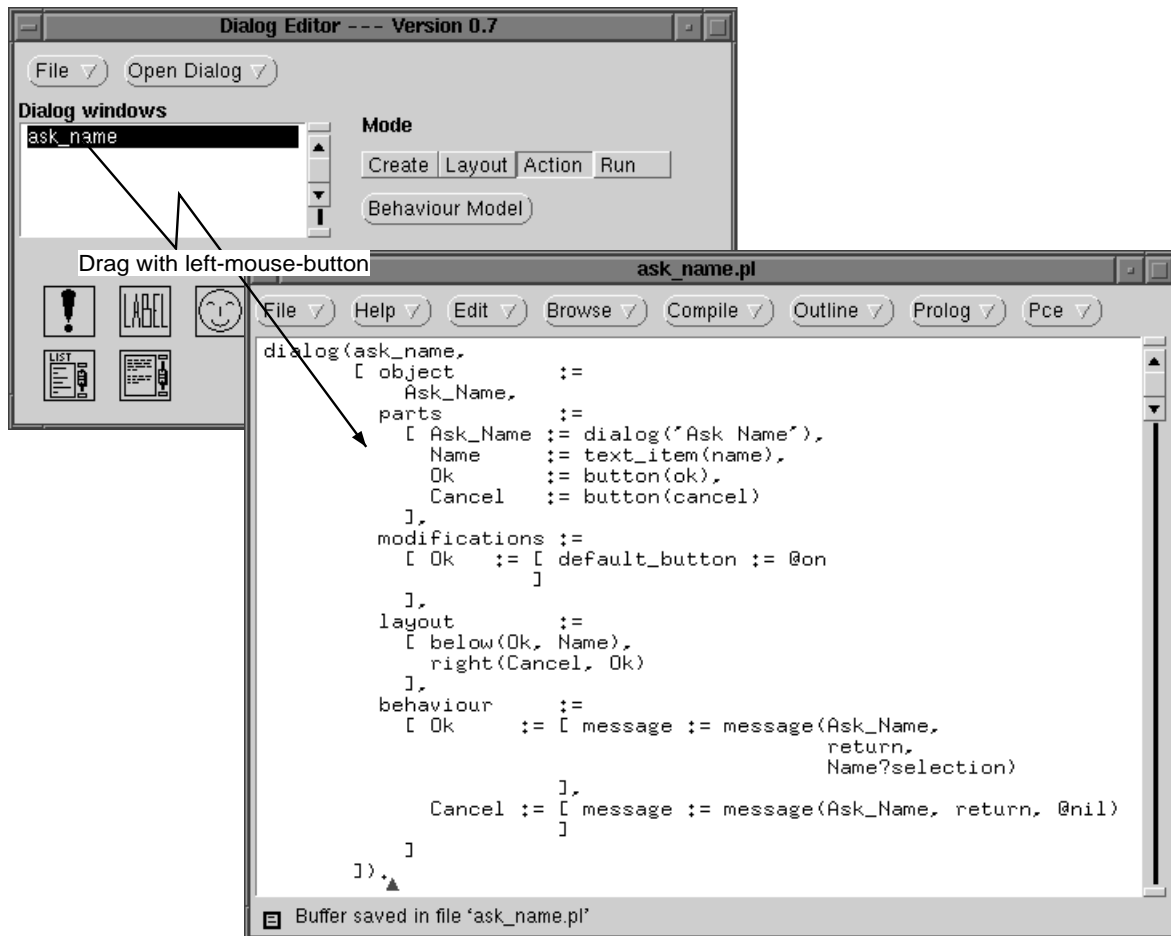 Dialog Editor --- Version 0.7
File Open Dialog
Dialog windows
ask_name
Mode
Create Layout Action Run
Behaviour Model
Drag with left-mouse-button
LABEL
LIST
ask_name.pl
File Help Edit Browse Compile Outline Prolog Pce
dialog(ask_name,
[ object :=
Ask_Name,
parts :=
[ Ask_Name := dialog('Ask Name'),
Name := text_item(name),
Ok := button(ok),
Cancel := button(cancel)
],
modifications :=
[ Ok := [ default_button := @on
]
],
layout :=
[ below(Ok, Name),
right(Cancel, Ok)
],
behaviour :=
[ Ok := [ message := message(Ask_Name,
return,
Name?selection)
],
Cancel := [ message := message(Ask_Name, return, @nil)
]
]
]).
Buffer saved in file ‘ask_name.pl’